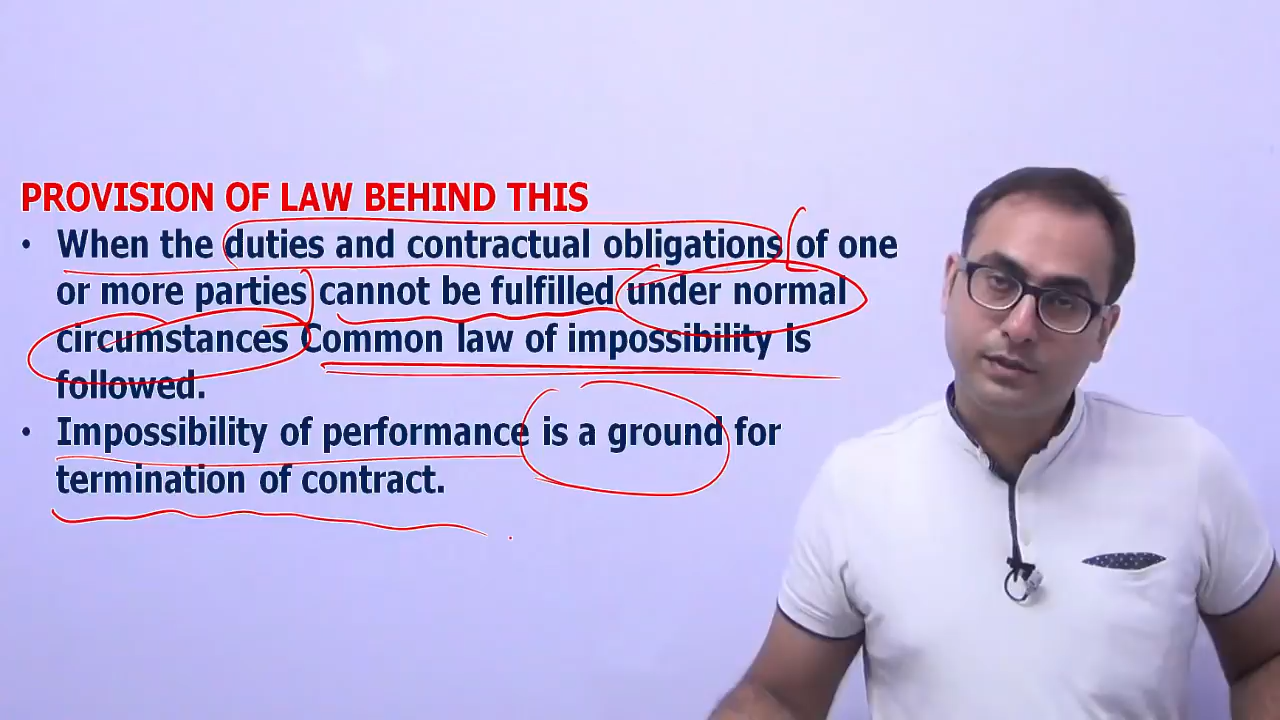 PROVISION OF LAW BEHIND THIS
• When the duties and contractual obligations of one
or more parties cannot be fulfilled under normal
circumstances Common law of impossibility is
followed.
• Impossibility of performance is a ground for
termination of contract.